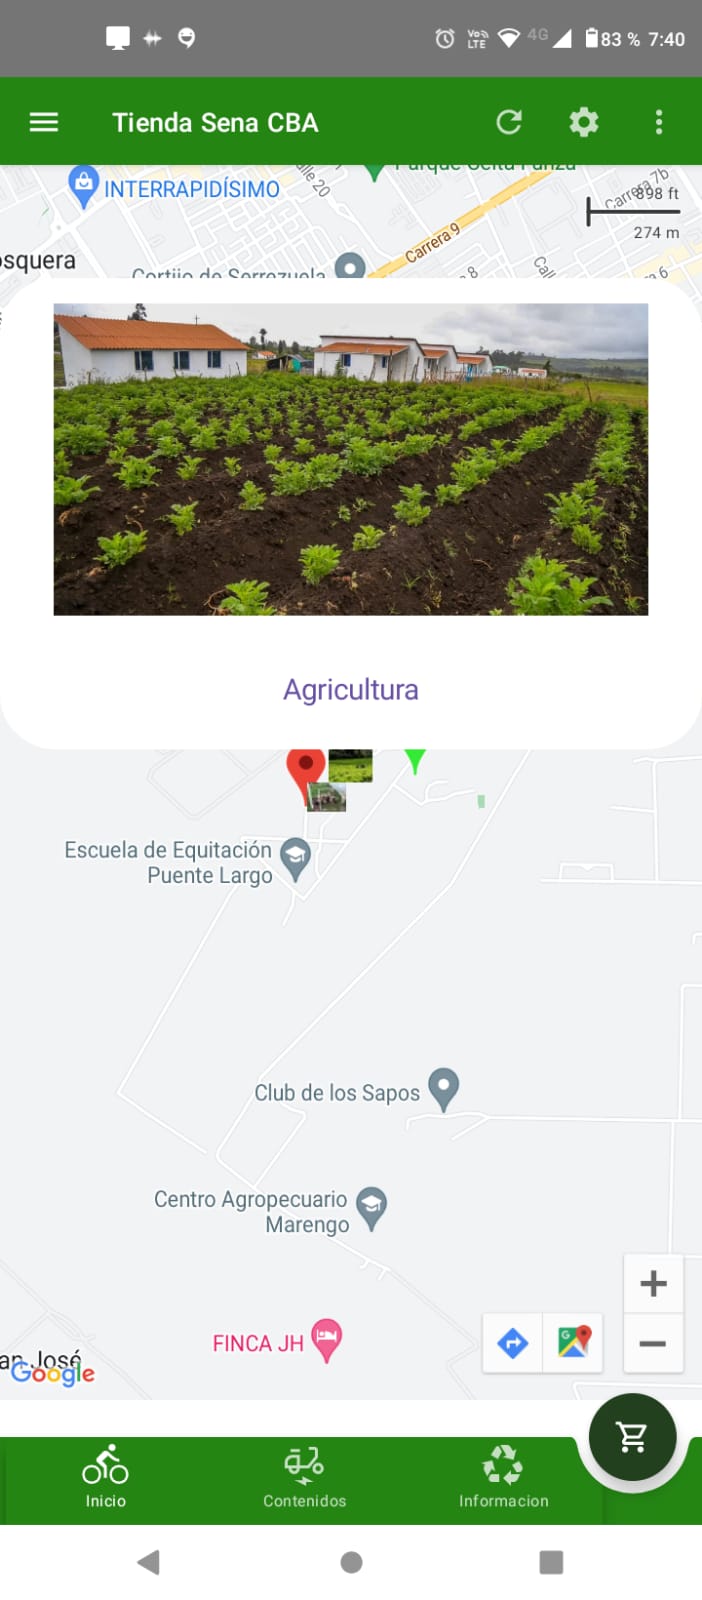 Vo))
LTE
4G
83 % 7:40
Tienda Sena CBA
Parque Celta Funza
INTERRAPIDÍSIMO
Carrera 7b
898 ft
274 m
Carrera 9
osquera
Cortijo de Serrezuela
Agricultura
Escuela de Equitación
Puente Largo
Club de los Sapos
Centro Agropecuario
Marengo
FINCA JH
an José
Google
Inicio
Contenidos
Informacion